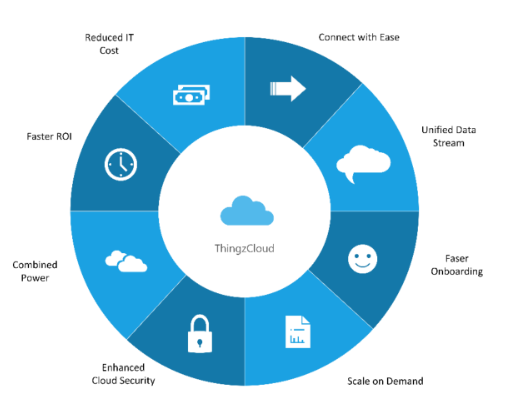 Reduced IT
Cost
Connect with Ease
Unified Data
Stream
Faster ROI
ThingzCloud
Combined
Power
Faser
Onboarding
Enhanced
Cloud Security
Scale on Demand